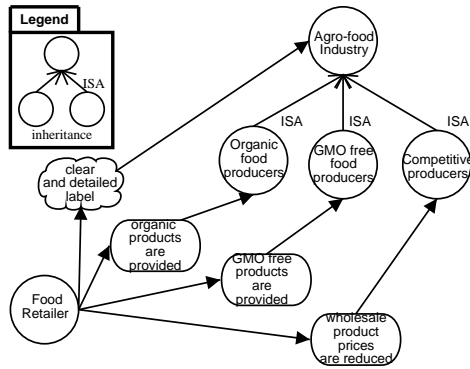 Legend
ISA
inheritance
Agro-food
Industry
ISA
ISA
ISA
Organic
food
producers
GMO free
food
producers
Competitive
producers
clear
and detailed
label
organic
products
are
provided
GMO free
products
are
provided
Food
Retailer
wholesale
product
prices
are reduced